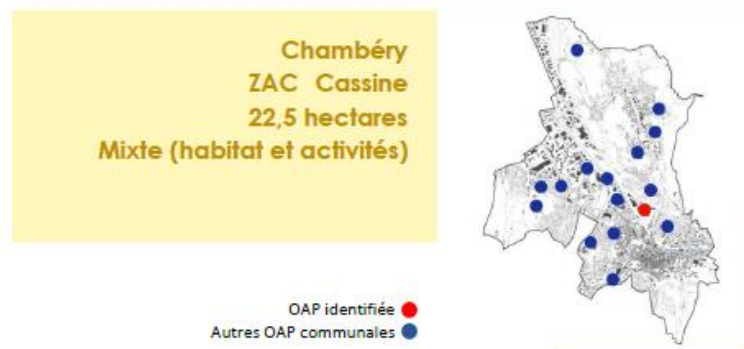 Chambéry
ZAC Cassine
22,5 hectares
Mixte (habitat et activités)
OAP identifiée
Autres OAP communales